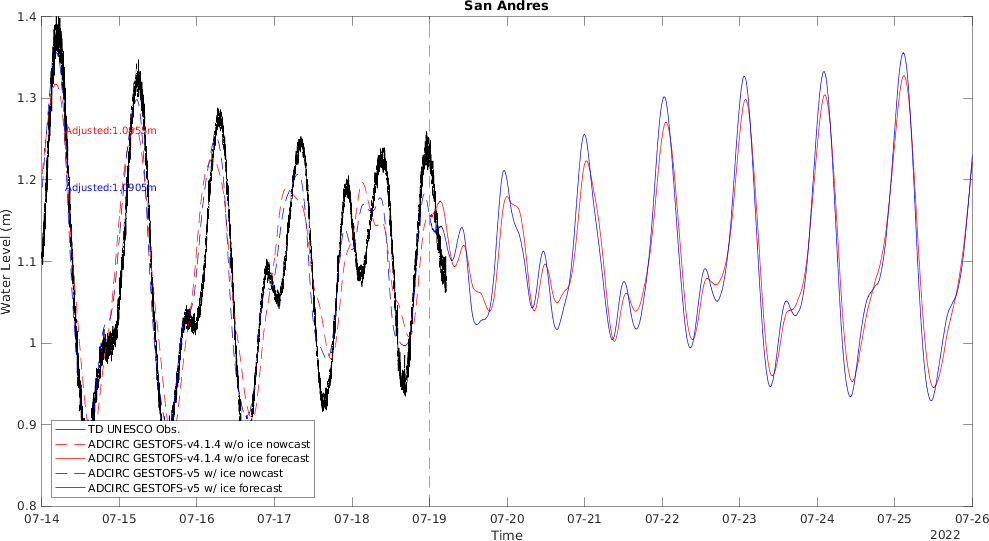 San Andres
1.4
1.3
1.2
1.1
1
0.9
0.8
Water Level (m)
Adjusted:1.0905m
TD UNESCO Obs.
ADCIRC GESTOFS-v4.1.4 w/o ice nowcast
ADCIRC GESTOFS-v4.1.4 w/o ice forecast
ADCIRC GESTOFS-v5 w/ ice nowcast
ADCIRC GESTOFS-v5 w/ ice forecast
07-14 07-15 07-16 07-17 07-18 07-19 07-20 07-21 07-22 07-23 07-24 07-25 07-26
Time
2022